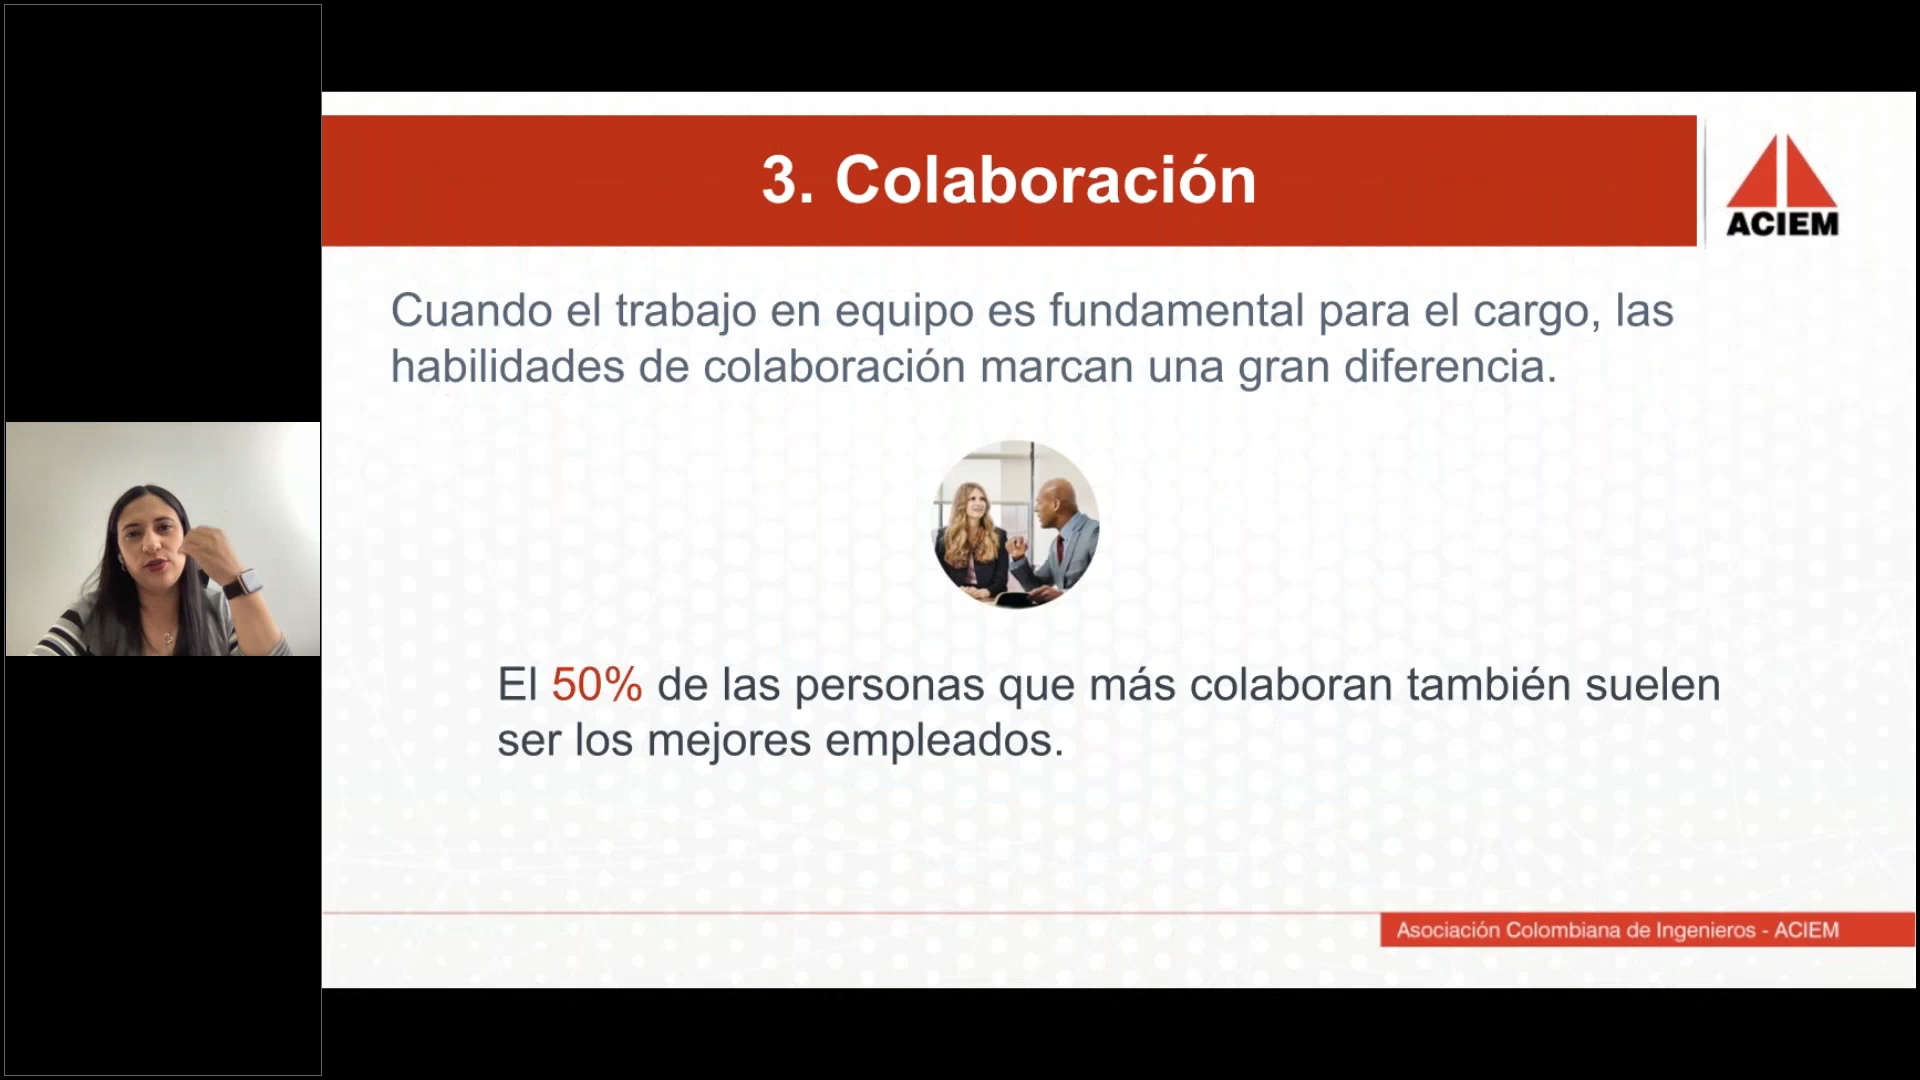 3. Colaboración
ACIEM
Cuando el trabajo en equipo es fundamental para el cargo, las
habilidades de colaboración marcan una gran diferencia.
El 50% de las personas que más colaboran también suelen
ser los mejores empleados.
Asociación Colombiana de Ingenieros - ACIEM